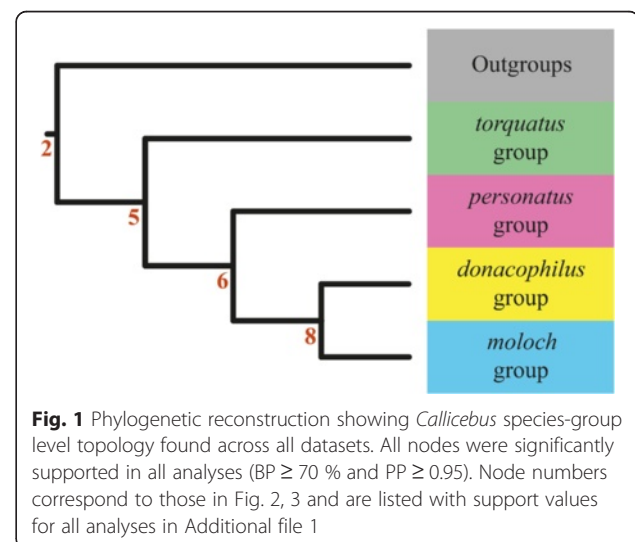 Outgroups
torquatus
group
personatus
group
donacophilus
group
moloch
group
2
5
6
8
Fig. 1 Phylogenetic reconstruction showing Callicebus species-group
level topology found across all datasets. All nodes were significantly
supported in all analyses (BP ≥ 70 % and PP ≥ 0.95). Node numbers
correspond to those in Fig. 2, 3 and are listed with support values
for all analyses in Additional file 1